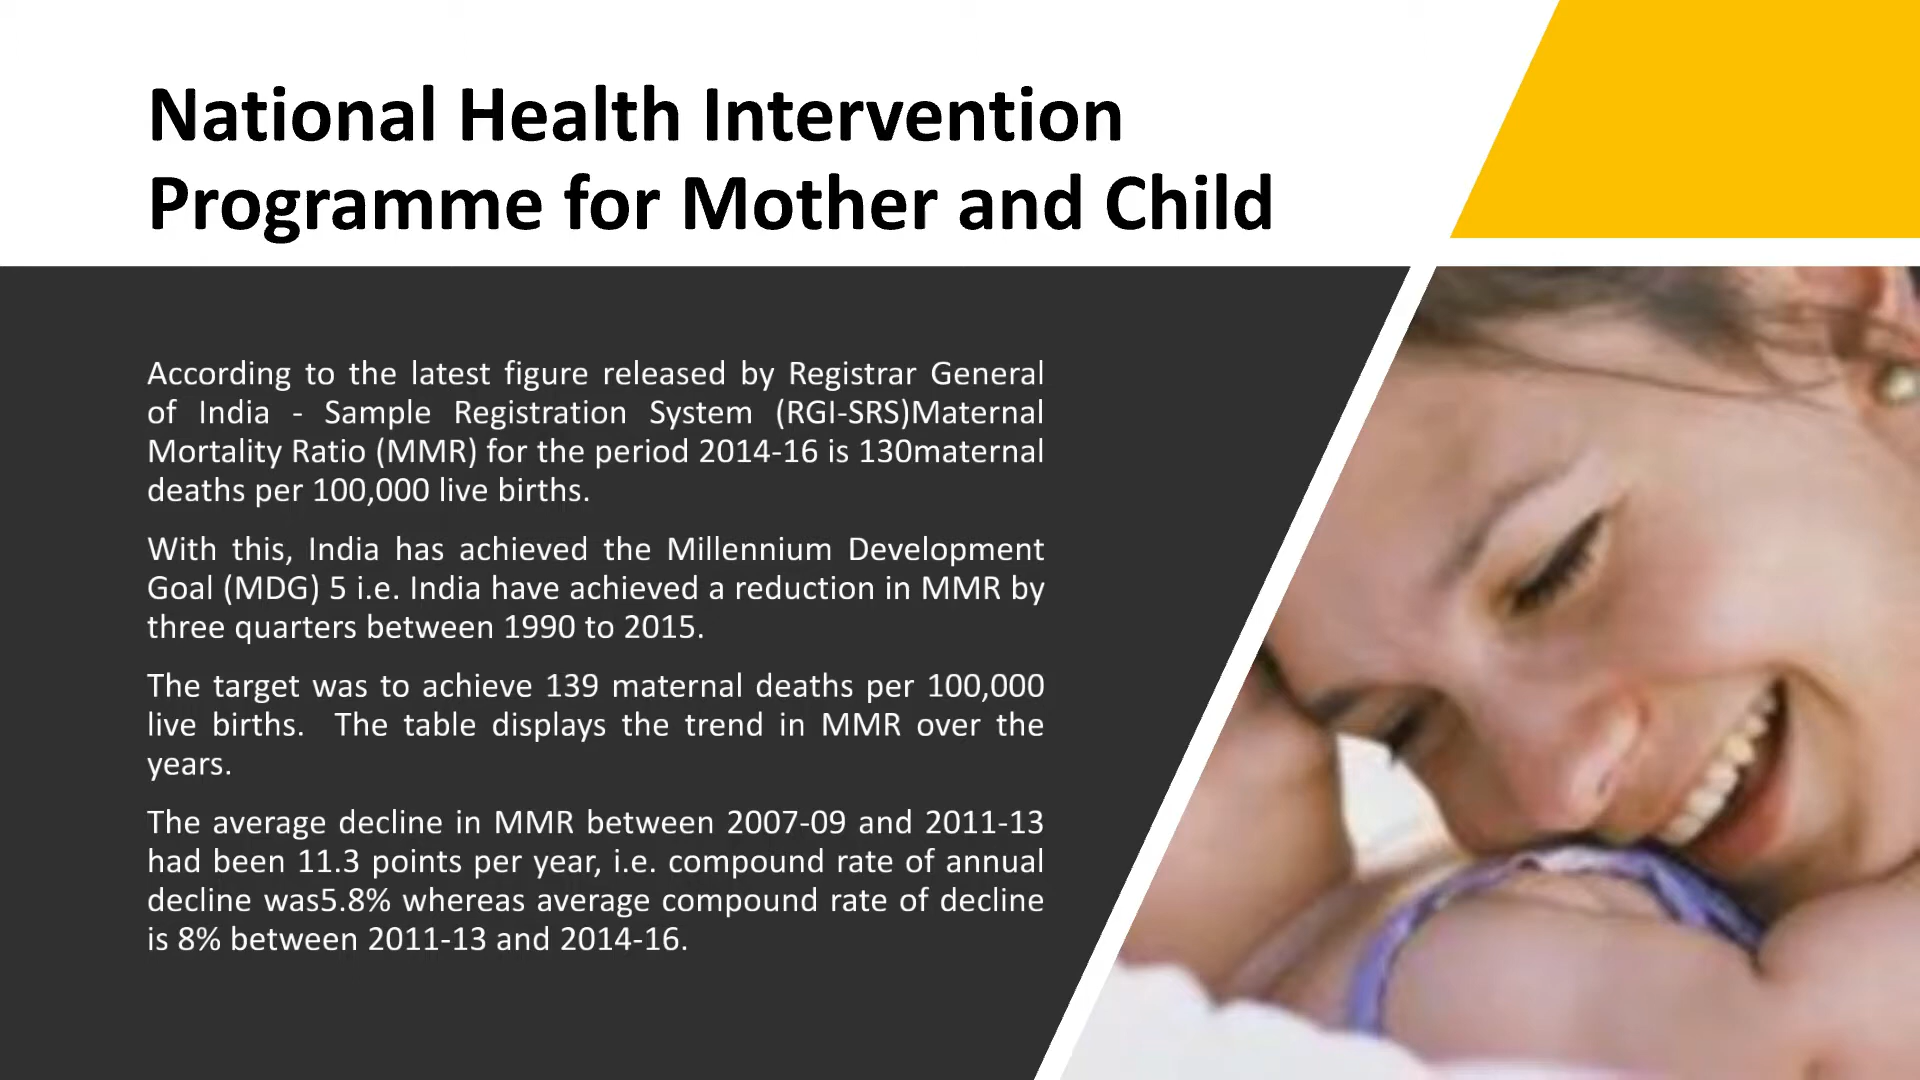 National Health Intervention
Programme for Mother and Child
According to the latest figure released by Registrar General
of India - Sample Registration System (RGI-SRS)Maternal
Mortality Ratio (MMR) for the period 2014-16 is 130maternal
deaths per 100,000 live births.
With this, India has achieved the Millennium Development
Goal (MDG) 5 i.e. India have achieved a reduction in MMR by
three quarters between 1990 to 2015.
The target was to achieve 139 maternal deaths per 100,000
live births.  The table displays the trend in MMR over the
years.
The average decline in MMR between 2007-09 and 2011-13
had been 11.3 points per year, i.e. compound rate of annual
decline was5.8% whereas average compound rate of decline
is 8% between 2011-13 and 2014-16.